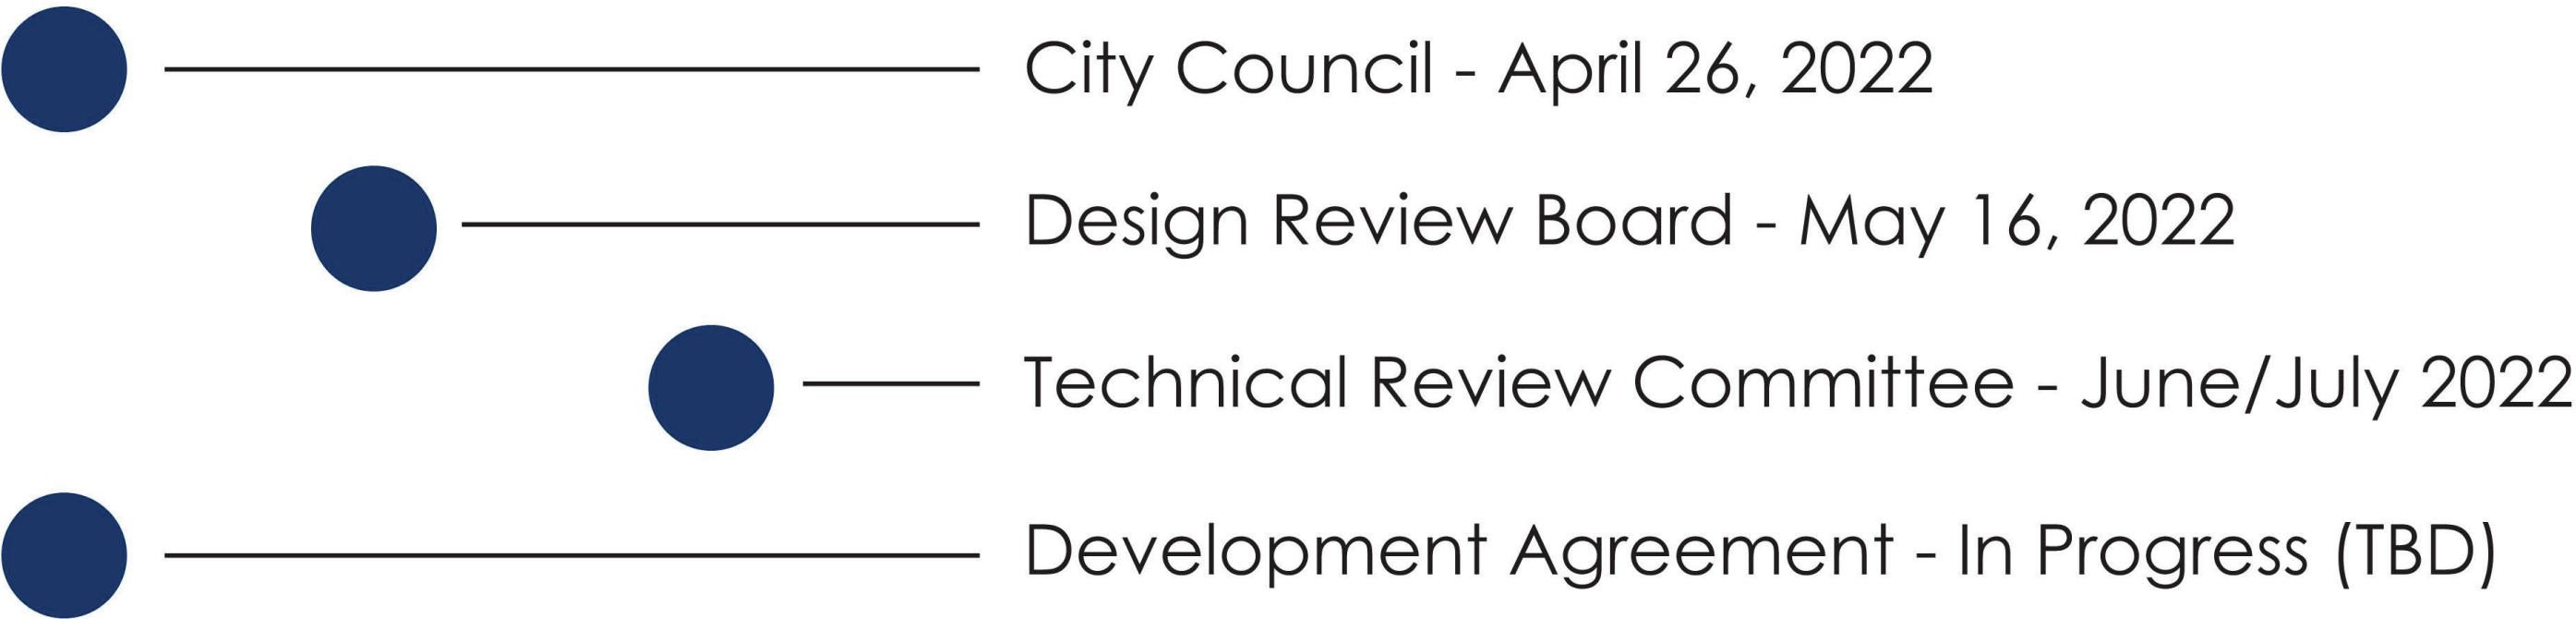 City Council - April 26, 2022
Design Review Board - May 16, 2022
Technical Review Committee - June/July 2022
Development Agreement - In Progress (TBD)